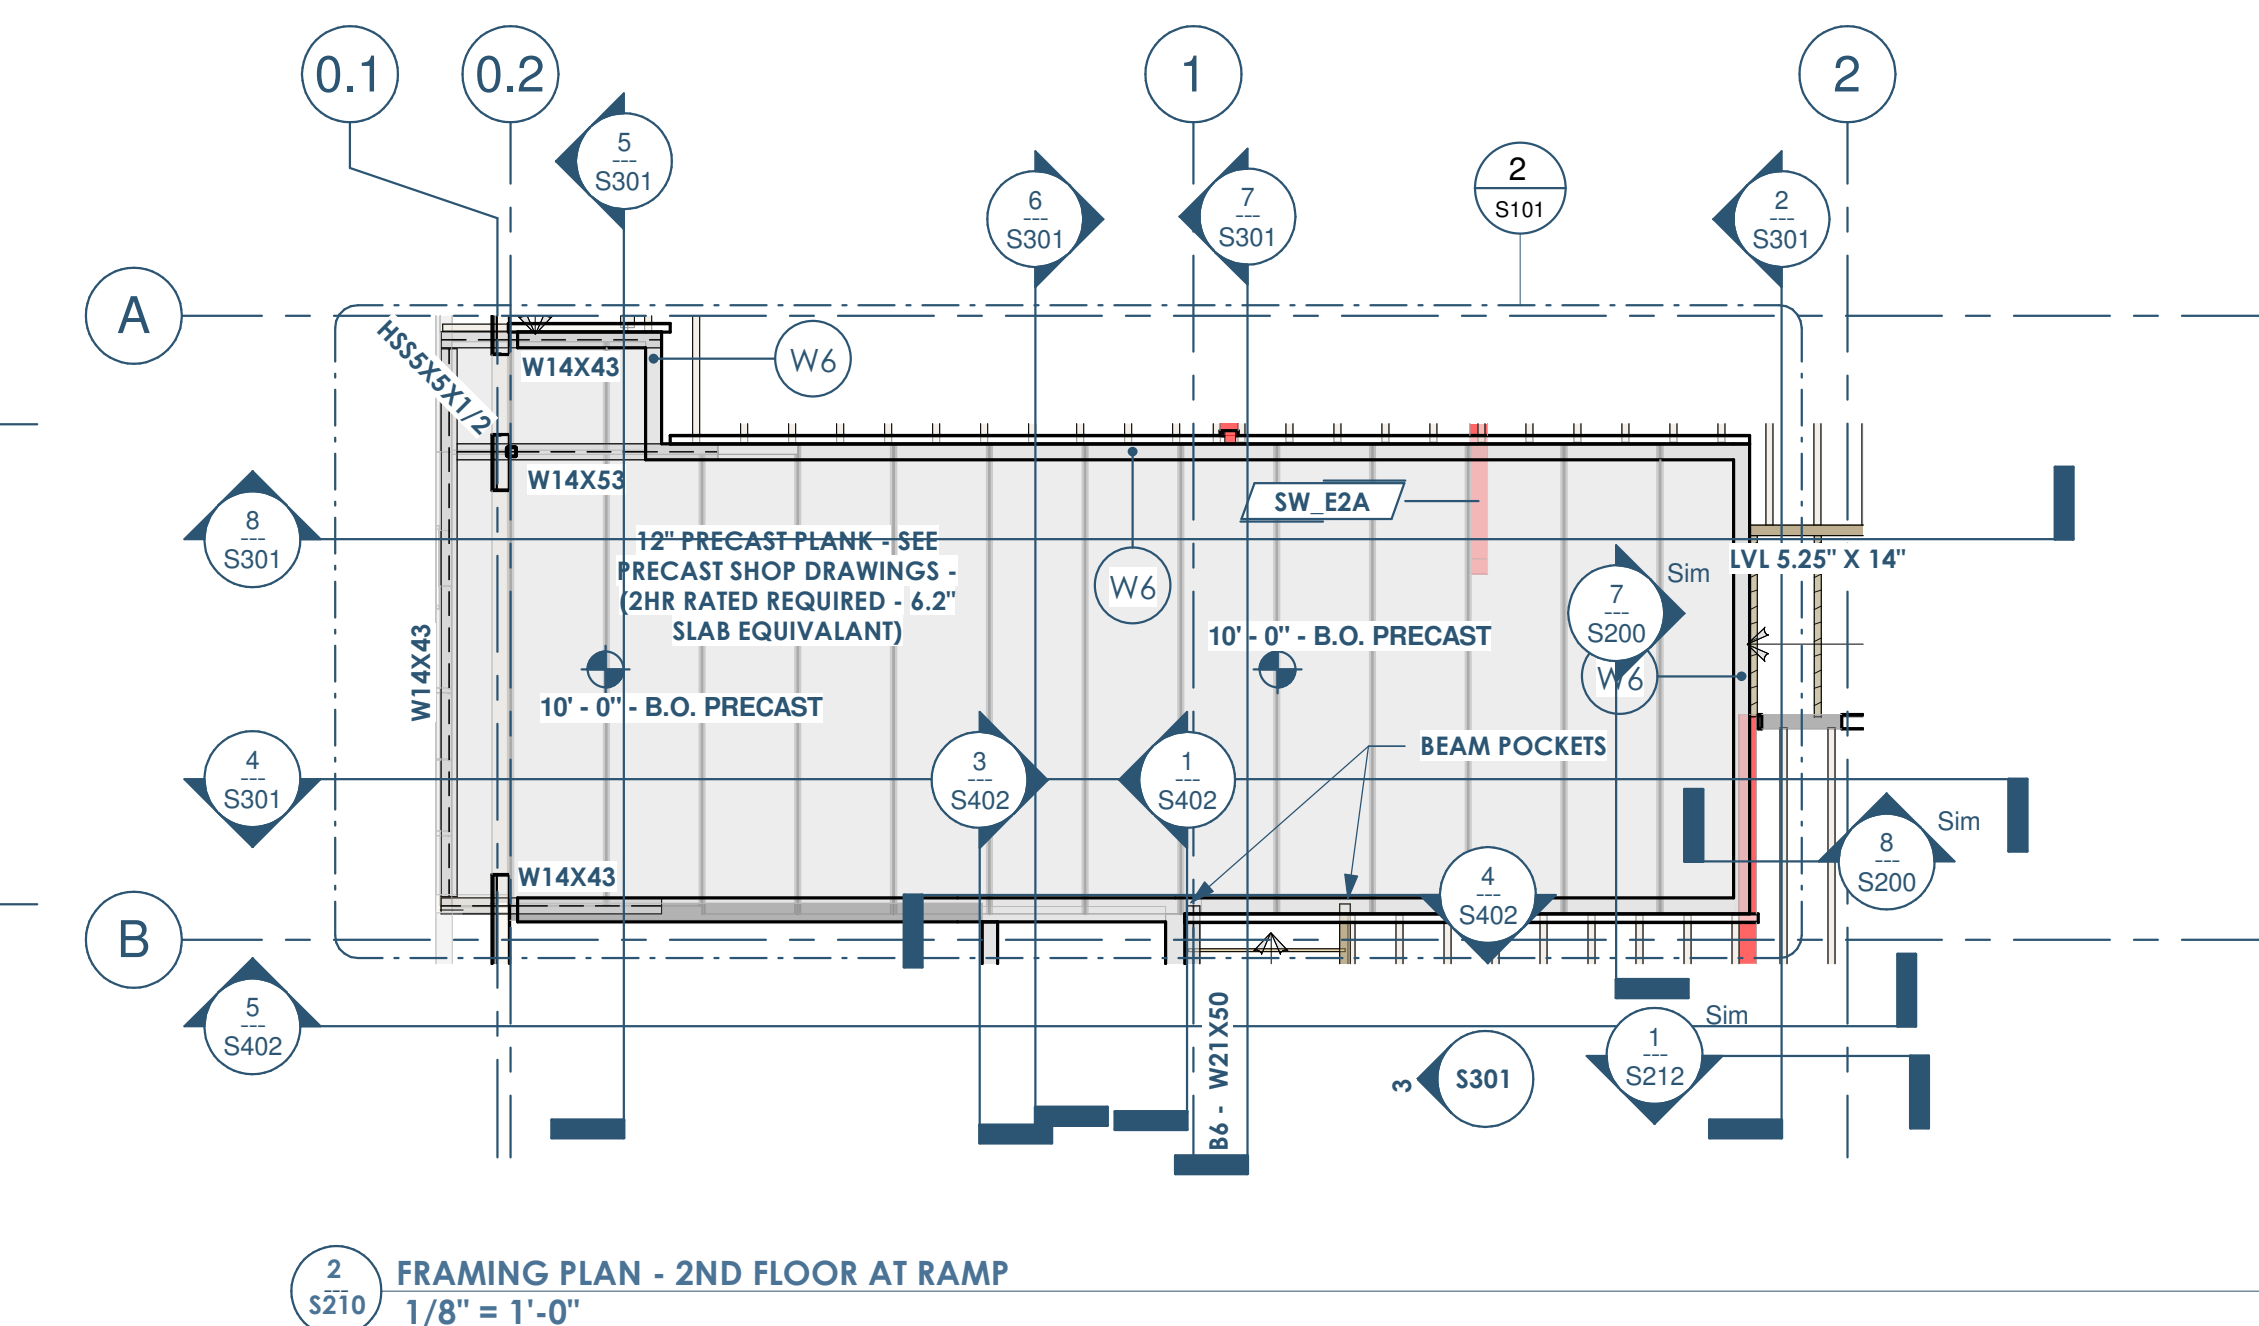 0.1
0.2
1
2
5
---
S301
6
---
S301
7
---
S301
2
S101
2
---
S301
A
HSS5X5X1/2
W14X43
W6
W14X53
SW_E2A
8
---
S301
12" PRECAST PLANK - SEE
PRECAST SHOP DRAWINGS -
(2HR RATED REQUIRED - 6.2"
SLAB EQUIVALANT)
W6
LVL 5.25" X 14"
Sim
7
---
S200
W6
W14X43
10' - 0" - B.O. PRECAST
10' - 0" - B.O. PRECAST
BEAM POCKETS
4
---
S301
3
---
S402
1
---
S402
Sim
8
---
S200
W14X43
4
---
S402
B
5
---
S402
B6 - W21X50
3
S301
Sim
1
---
S212
2
---
S210
FRAMING PLAN - 2ND FLOOR AT RAMP
1/8" = 1'-0"